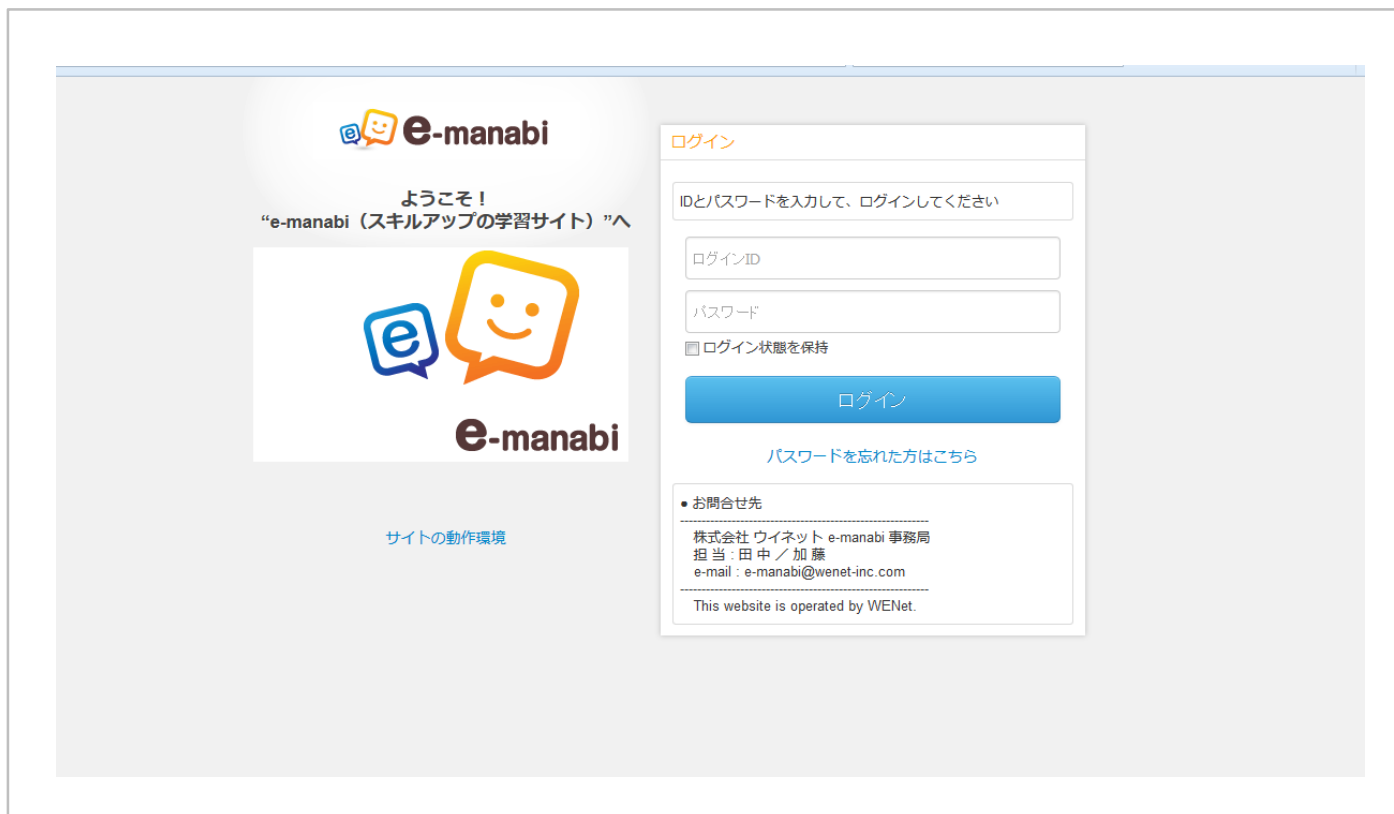 e e-manabi
ようこそ！
“e-manabi（スキルアップの学習サイト）”へ
e
e-manabi
サイトの動作環境
ログイン
IDとパスワードを入力して、ログインしてください
ログインID
パスワード
ログイン状態を保持
ログイン
パスワードを忘れた方はこちら
● お問合せ先
------------------------------------------------------------
株式会社 ウイネット e-manabi 事務局
担 当 : 田 中 ／ 加 藤
e-mail : e-manabi@wenet-inc.com
------------------------------------------------------------
This website is operated by WENet.